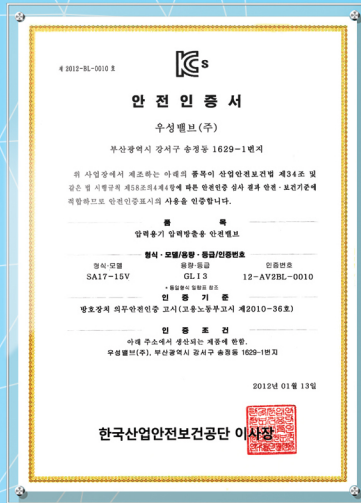 제 2012-BL-0010 호
KCs
안 전 인 증 서
우성밸브(주)
부산광역시 강서구 송정동 1629-1번지
위 사업장에서 제조하는 아래의 품목이 산업안전보건법 제34조 및
같은 법 시행규칙 제58조의4제4항에 따른 안전인증 심사 결과 안전·보건기준에
적합하므로 안전인증표시의 사용을 인증합니다.
품 목
압력용기 압력방출용 안전밸브
형식·모델/용량·등급/인증번호
형식·모델 용량·등급 인증번호
SA17-15V GL I 3 12-AV2BL-0010
* 동일형식 일람표 참조
인 증 기 준
방호장치 의무안전인증 고시(고용노동부고시 제2010-36호)
인 증 조 건
아래 주소에서 생산되는 제품에 한함.
우성밸브(주), 부산광역시 강서구 송정동 1629-1번지
2012년 01월 13일
한국산업안전보건공단 이사장